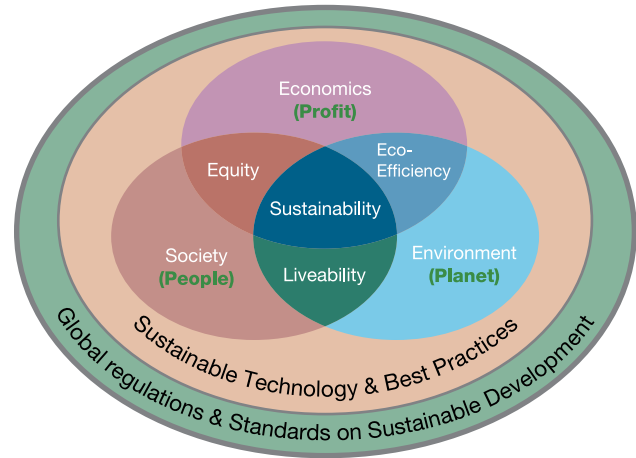 Economics
(Profit)
Equity
Eco-
Efficiency
Sustainability
Society
(People)
Liveability
Environment
(Planet)
Sustainable Technology & Best Practices
Global regulations & Standards on Sustainable Development